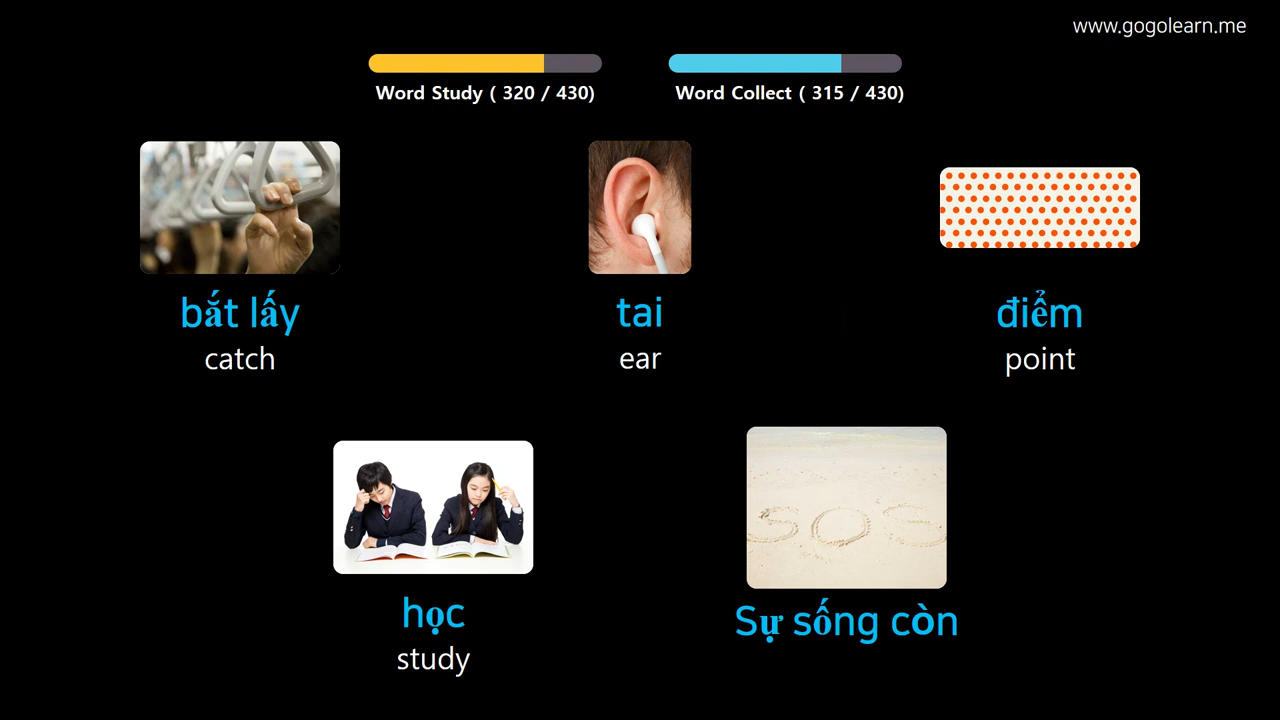 www.gogolearn.me
Word Study ( 320 / 430)
Word Collect ( 315 / 430)
bắt lấy
catch
tai
ear
điểm
point
SOS
học
study
Sự sống còn